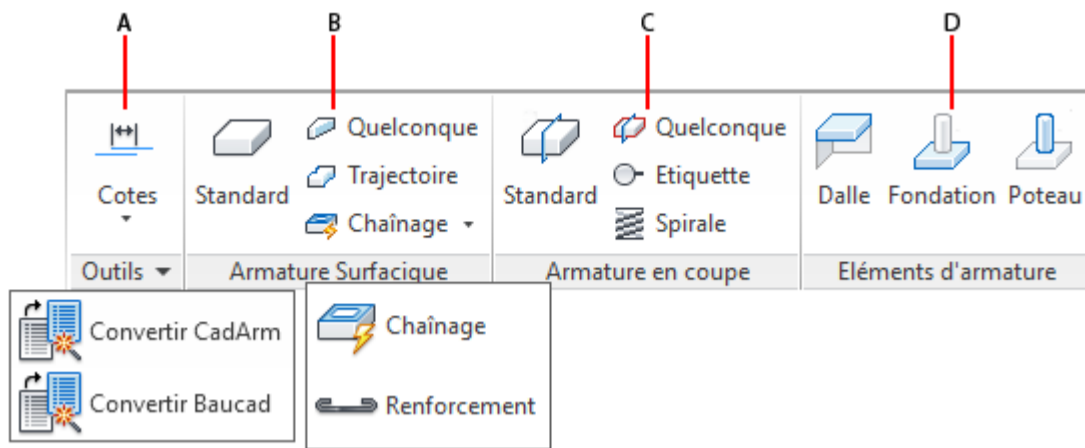 A B C D
Cotes
Standard
Quelconque
Trajectoire
Chaînage
Standard
Quelconque
Etiquette
Spirale
Dalle Fondation Poteau
Outils
Armature Surfacique
Armature en coupe
Eléments d'armature
Convertir CadArm
Convertir Baucad
Chaînage
Renforcement